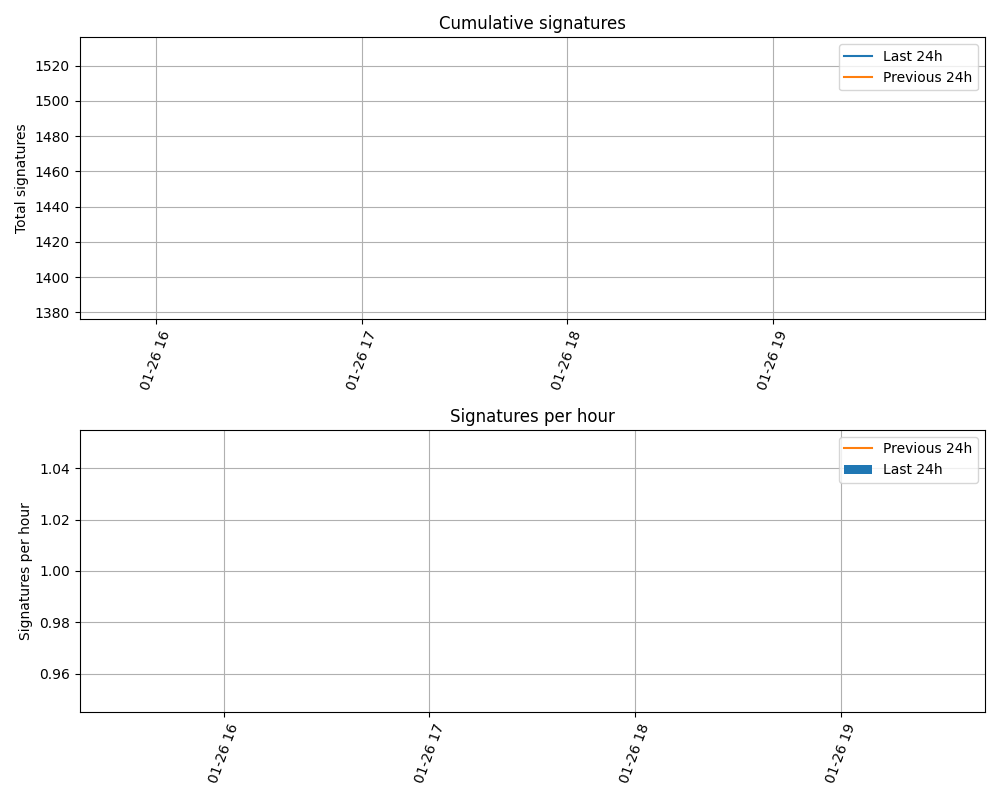 Cumulative signatures
Last 24h
Previous 24h
Total signatures
1520
1500
1480
1460
1440
1420
1400
1380
01-26 16
01-26 17
01-26 18
01-26 19
Signatures per hour
Previous 24h
Last 24h
Signatures per hour
1.04
1.02
1.00
0.98
0.96
01-26 16
01-26 17
01-26 18
01-26 19